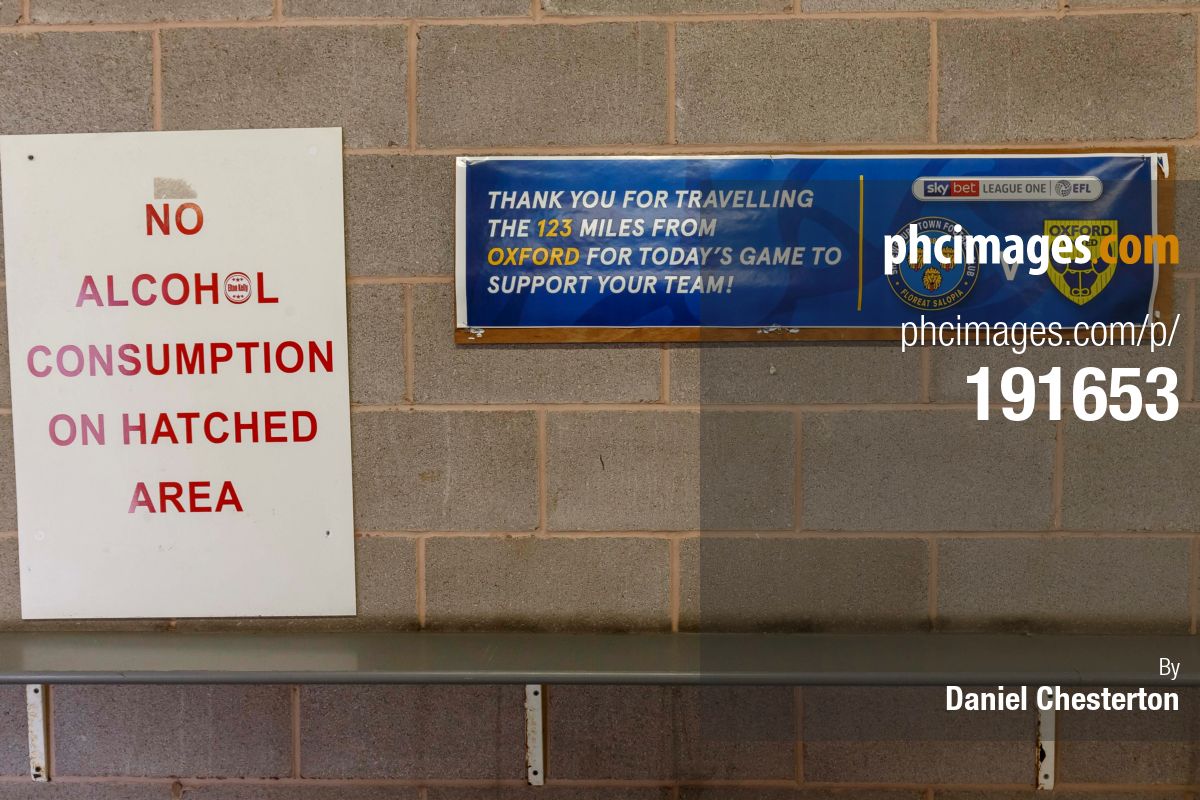 NO
ALCOHOL
CONSUMPTION
ON HATCHED
AREA
THANK YOU FOR TRAVELLING
THE 123 MILES FROM
OXFORD FOR TODAY'S GAME TO
SUPPORT YOUR TEAM!
sky bet LEAGUE ONE EFL
TOWN
FLOREAT SALOPIA
V
OXFORD
phcimages.com
phcimages.com/p/
191653
By
Daniel Chesterton